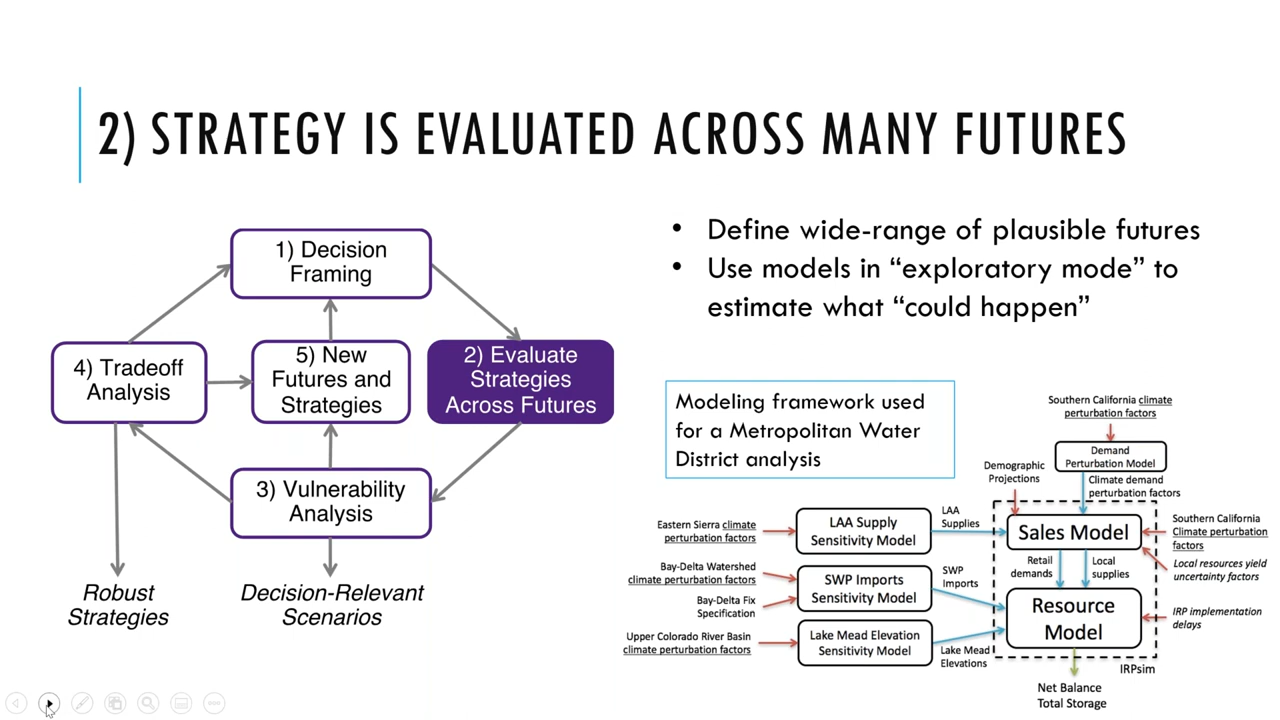 2) STRATEGY IS EVALUATED ACROSS MANY FUTURES
1) Decision
Framing
4) Tradeoff
Analysis
5) New
Futures and
Strategies
2) Evaluate
Strategies
Across Futures
3) Vulnerability
Analysis
Robust
Strategies
Decision-Relevant
Scenarios
• Define wide-range of plausible futures
• Use models in “exploratory mode” to
estimate what “could happen”
Modeling framework used
for a Metropolitan Water
District analysis
Southern California climate
perturbation factors
Demand
Perturbation Model
Demographic
Projections
Climate demand
perturbation factors
Eastern Sierra climate
perturbation factors
LAA Supply
Sensitivity Model
LAA
Supplies
Sales Model
Southern California
Climate perturbation
factors
Local resources yield
uncertainty factors
Retail
demands
Local
supplies
Bay-Delta Watershed
climate perturbation factors
Bay-Delta Fix
Specification
SWP Imports
Sensitivity Model
SWP
Imports
Resource
Model
IRP implementation
delays
Upper Colorado River Basin
climate perturbation factors
Lake Mead Elevation
Sensitivity Model
Lake Mead
Elevations
IRPsim
Net Balance
Total Storage